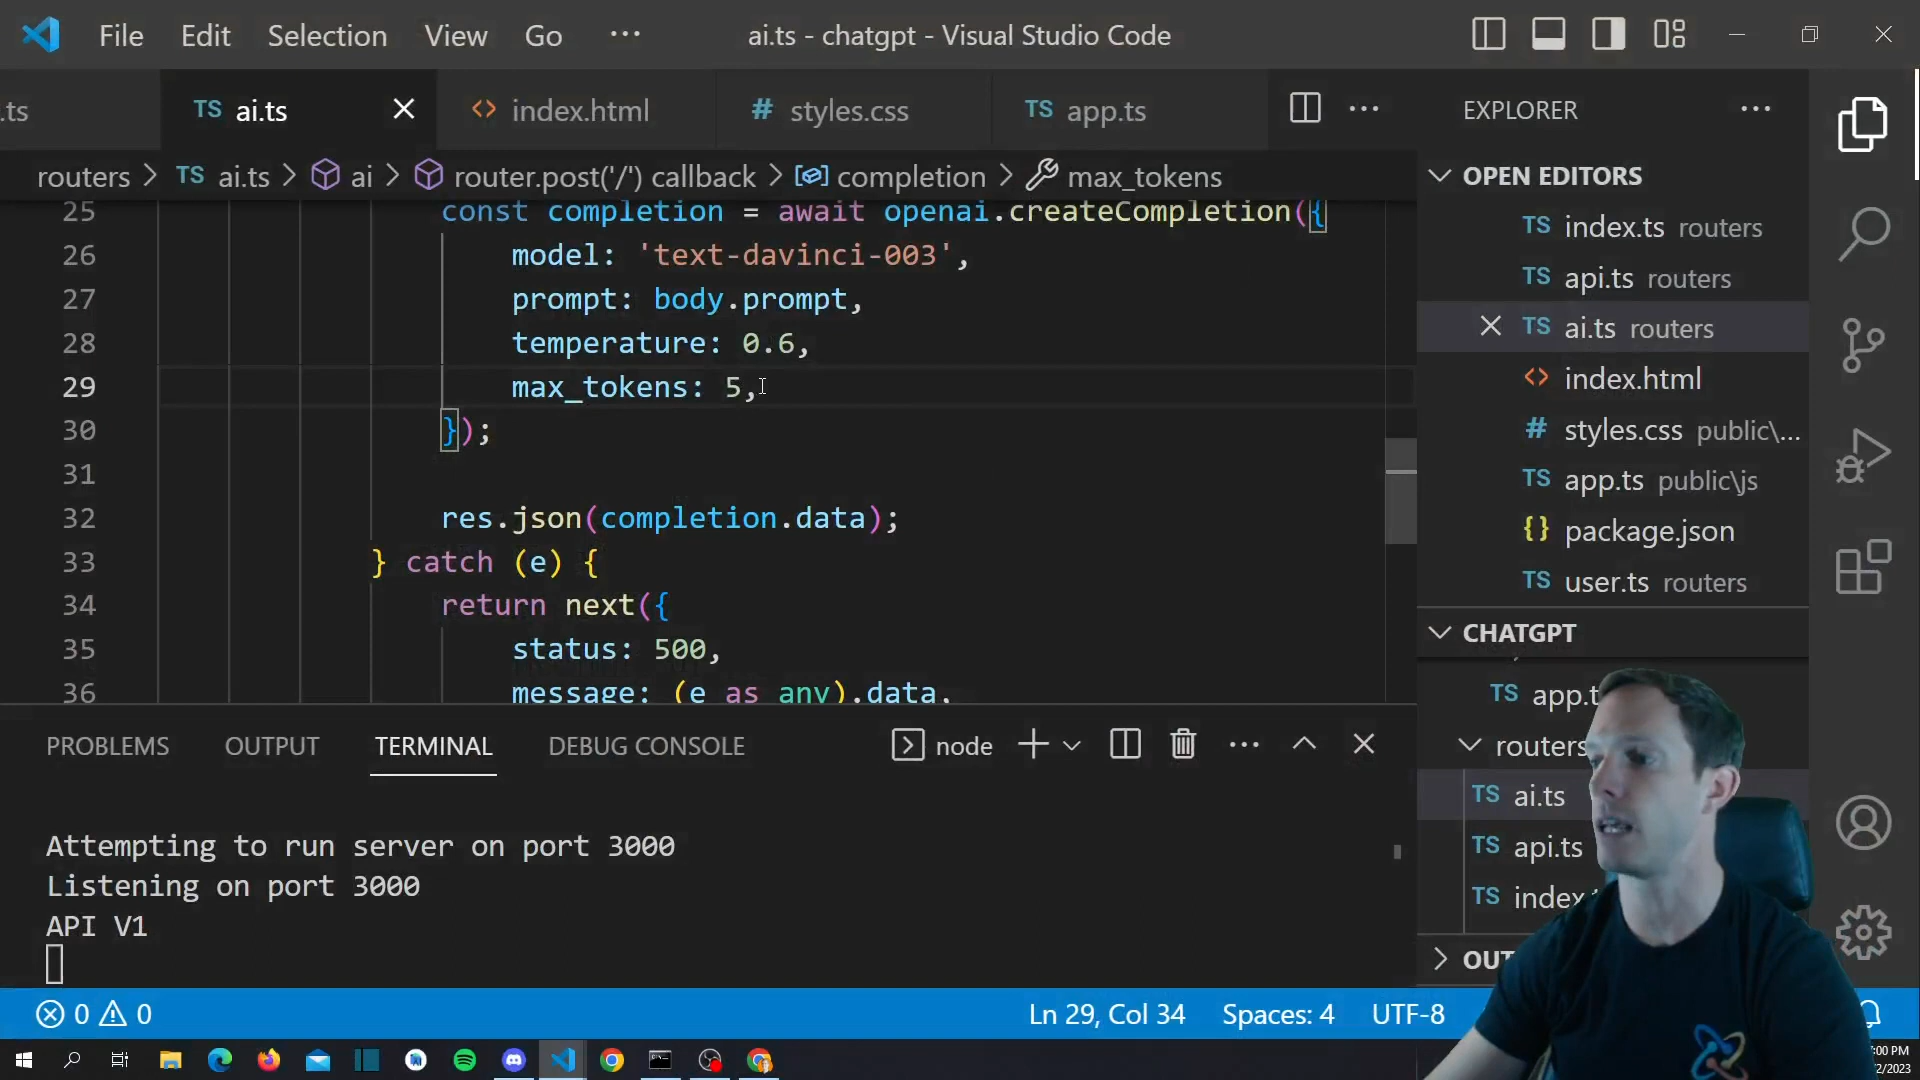 File Edit Selection View Go ··· ai.ts - chatgpt - Visual Studio Code
.ts TS ai.ts index.html # styles.css TS app.ts ···
routers > TS ai.ts > ai > router.post('/') callback > completion > max_tokens
25 const completion = await openai.createCompletion({
26 model: 'text-davinci-003',
27 prompt: body.prompt,
28 temperature: 0.6,
29 max_tokens: 5,
30 });
31
32 res.json(completion.data);
33 } catch (e) {
34 return next({
35 status: 500,
36 message: (e as any).data,
PROBLEMS OUTPUT TERMINAL DEBUG CONSOLE node
Attempting to run server on port 3000
Listening on port 3000
API V1
EXPLORER ···
OPEN EDITORS
TS index.ts routers
TS api.ts routers
TS ai.ts routers
index.html
# styles.css public\...
TS app.ts public\js
{} package.json
TS user.ts routers
CHATGPT
TS app.t
routers
TS ai.ts
TS api.ts
TS index.
OUT
0 0 Ln 29, Col 34 Spaces: 4 UTF-8
:00 PM
/2/2023